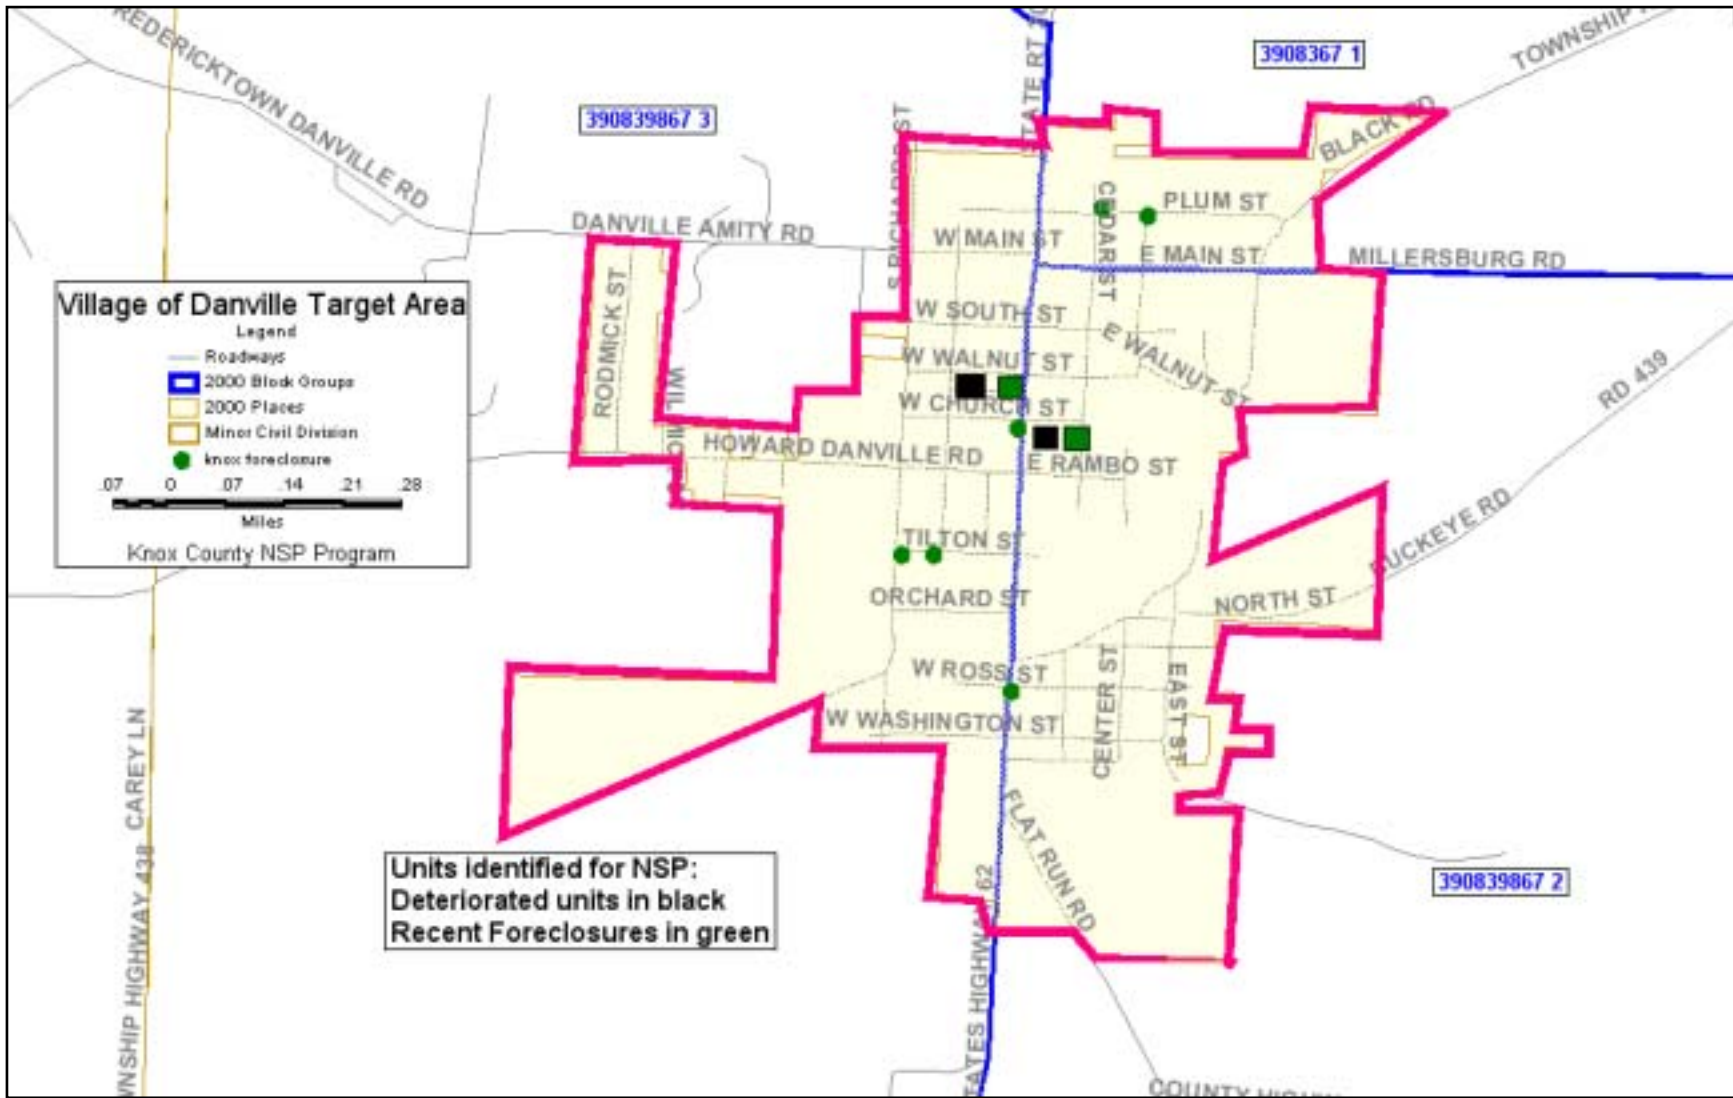 REDERICKTOWN DANVILLE RD
STATE RT
3908367 1
TOWNSHIP
390839867 3
S RICHARD ST
BLACK RD
CEDAR ST
PLUM ST
DANVILLE AMITY RD
W MAIN ST
E MAIN ST
MILLERSBURG RD
Village of Danville Target Area
Legend
Roadways
2000 Block Groups
2000 Places
Minor Civil Division
knox foreclosure
.07 0 .07 .14 .21 .28
Miles
Knox County NSP Program
RODMICK ST
W SOUTH ST
W WALNUT ST
E WALNUT ST
W CHURCH ST
RD 439
HOWARD DANVILLE RD
E RAMBO ST
TILTON ST
BUCKEYE RD
ORCHARD ST
NORTH ST
W ROSS ST
CENTER ST
EAST ST
W WASHINGTON ST
WNSHIP HIGHWAY 438 CAREY LN
FLAT RUN RD
Units identified for NSP:
Deteriorated units in black
Recent Foreclosures in green
TATES HIGHWAY 62
390839867 2